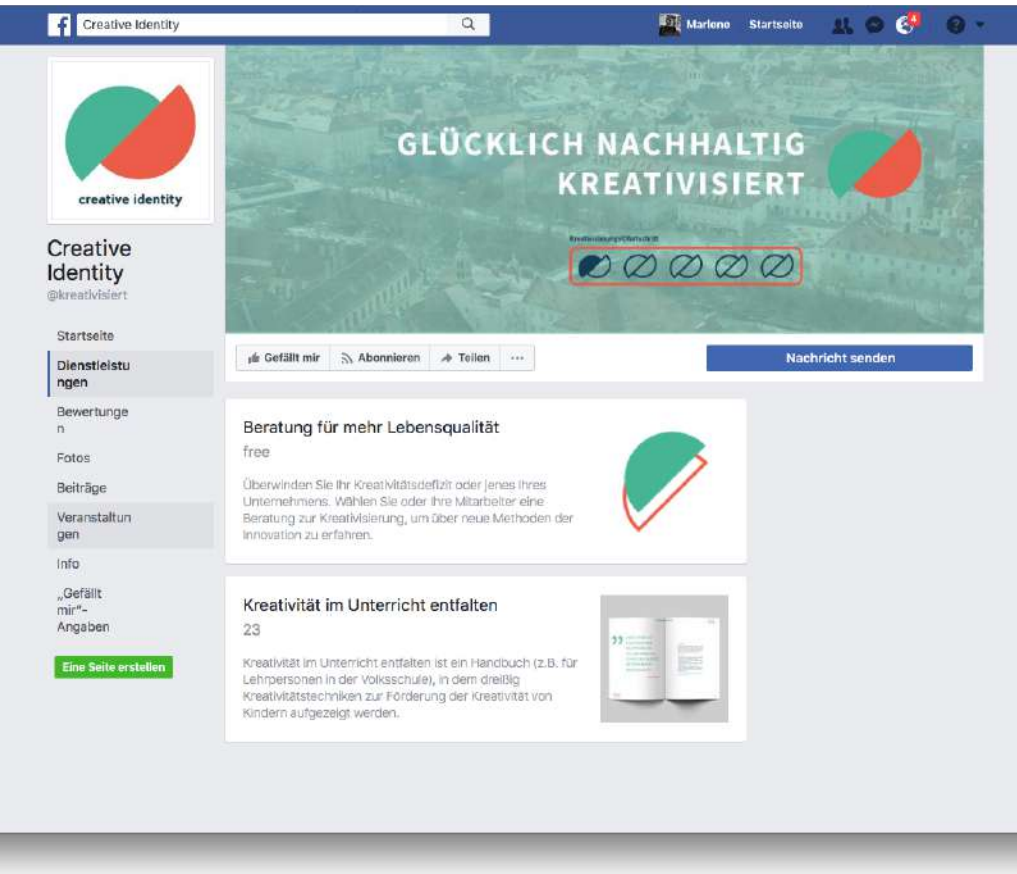 Creative Identity
Marlene Startseite 4
creative identity
GLÜCKLICH NACHHALTIG
KREATIVISIERT
Creative
Identity
@kreativisiert
Startseite
Dienstleistu
ngen
Bewertunge
n
Fotos
Beiträge
Veranstaltun
gen
Info
„Gefällt
mir"-
Angaben
Eine Seite erstellen
Gefällt mir Abonnieren Teilen ...
Nachricht senden
Beratung für mehr Lebensqualität
free
Überwinden Sie Ihr Kreativitätsdefizit oder jenes Ihres
Unternehmens. Wählen Sie oder Ihre Mitarbeiter eine
Beratung zur Kreativisierung, um über neue Methoden der
Innovation zu erfahren.
Kreativität im Unterricht entfalten
23
Kreativität im Unterricht entfalten ist ein Handbuch (z.B. für
Lehrpersonen in der Volksschule), in dem dreißig
Kreativitätstechniken zur Förderung der Kreativität von
Kindern aufgezeigt werden.